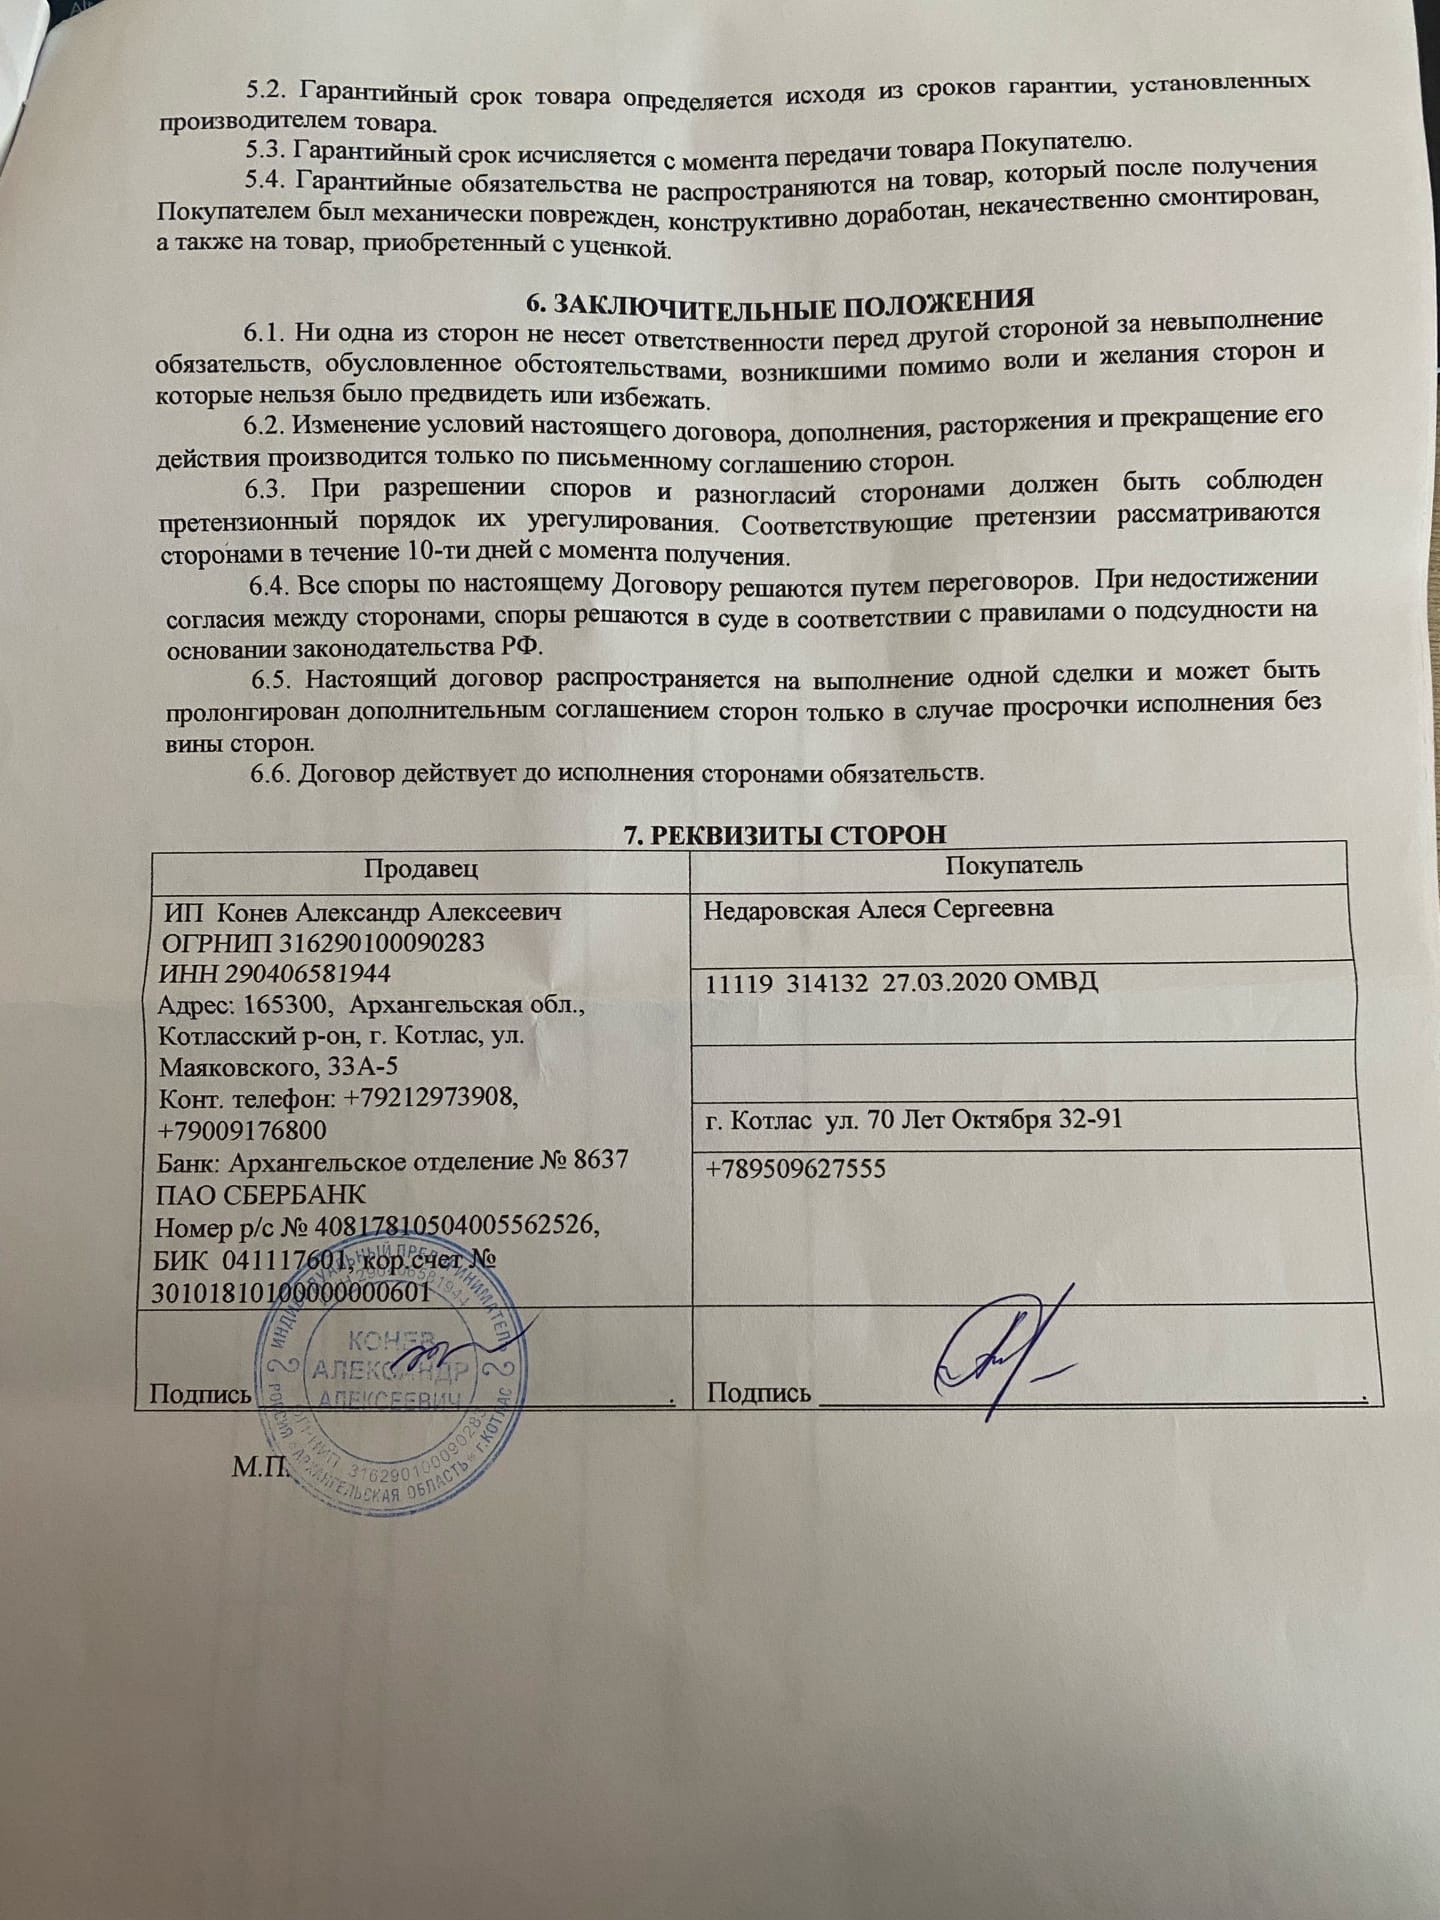 5.2. Гарантийный срок товара определяется исходя из сроков гарантии, установленных
производителем товара.
5.3. Гарантийный срок исчисляется с момента передачи товара Покупателю.
5.4. Гарантийные обязательства не распространяются на товар, который после получения
Покупателем был механически поврежден, конструктивно доработан, некачественно смонтирован,
а также на товар, приобретенный с уценкой.
6. ЗАКЛЮЧИТЕЛЬНЫЕ ПОЛОЖЕНИЯ
6.1. Ни одна из сторон не несет ответственности перед другой стороной за невыполнение
обязательств, обусловленное обстоятельствами, возникшими помимо воли и желания сторон и
которые нельзя было предвидеть или избежать.
6.2. Изменение условий настоящего договора, дополнения, расторжения и прекращение его
действия производится только по письменному соглашению сторон.
6.3. При разрешении споров и разногласий сторонами должен быть соблюден
претензионный порядок их урегулирования. Соответствующие претензии рассматриваются
сторонами в течение 10-ти дней с момента получения.
6.4. Все споры по настоящему Договору решаются путем переговоров. При недостижении
согласия между сторонами, споры решаются в суде в соответствии с правилами о подсудности на
основании законодательства РФ.
6.5. Настоящий договор распространяется на выполнение одной сделки и может быть
пролонгирован дополнительным соглашением сторон только в случае просрочки исполнения без
вины сторон.
6.6. Договор действует до исполнения сторонами обязательств.
7. РЕКВИЗИТЫ СТОРОН
Продавец
Покупатель
ИП Конев Александр Алексеевич
ОГРНИП 316290100090283
ИНН 290406581944
Адрес: 165300, Архангельская обл.,
Котласский р-он, г. Котлас, ул.
Маяковского, 33А-5
Конт. телефон: +79212973908,
+79009176800
Банк: Архангельское отделение № 8637
ПАО СБЕРБАНК
Номер р/с № 40817810504005562526,
БИК 041117601, кор.счет №
30101810100000000601
Недаровская Алеся Сергеевна
11119 314132 27.03.2020 ОМВД
г. Котлас ул. 70 Лет Октября 32-91
+789509627555
Подпись .
Подпись .
М.П.
ИНДИВИДУАЛЬНЫЙ ПРЕДПРИНИМАТЕЛЬ
ИНН 290406581944
КОНЕВ
АЛЕКСАНДР
АЛЕКСЕЕВИЧ
ОГРНИП 316290100090283
РОССИЯ * АРХАНГЕЛЬСКАЯ ОБЛАСТЬ * г.КОТЛАС